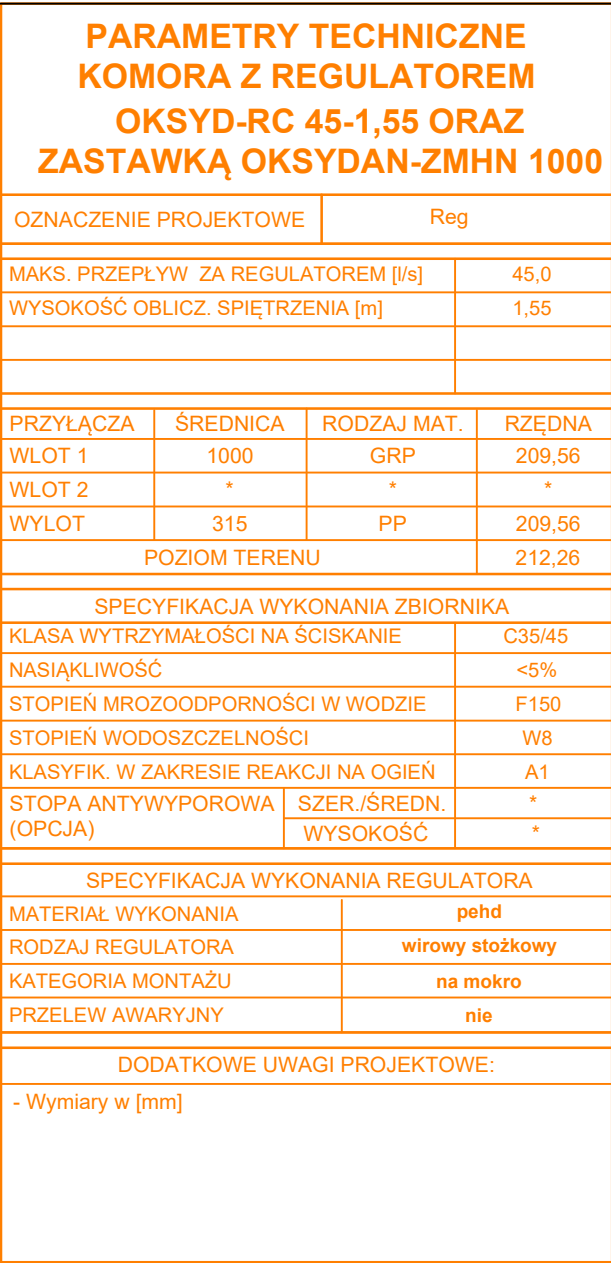 PARAMETRY TECHNICZNE
KOMORA Z REGULATOREM
OKSYD-RC 45-1,55 ORAZ
ZASTAWKĄ OKSYDAN-ZMHN 1000
OZNACZENIE PROJEKTOWE Reg
MAKS. PRZEPŁYW ZA REGULATOREM [l/s] 45,0
WYSOKOŚĆ OBLICZ. SPIĘTRZENIA [m] 1,55
PRZYŁĄCZA ŚREDNICA RODZAJ MAT. RZĘDNA
WLOT 1 1000 GRP 209,56
WLOT 2 * * *
WYLOT 315 PP 209,56
POZIOM TERENU 212,26
SPECYFIKACJA WYKONANIA ZBIORNIKA
KLASA WYTRZYMAŁOŚCI NA ŚCISKANIE C35/45
NASIĄKLIWOŚĆ <5%
STOPIEŃ MROZOODPORNOŚCI W WODZIE F150
STOPIEŃ WODOSZCZELNOŚCI W8
KLASYFIK. W ZAKRESIE REAKCJI NA OGIEŃ A1
STOPA ANTYWYPOROWA SZER./ŚREDN. *
(OPCJA) WYSOKOŚĆ *
SPECYFIKACJA WYKONANIA REGULATORA
MATERIAŁ WYKONANIA pehd
RODZAJ REGULATORA wirowy stożkowy
KATEGORIA MONTAŻU na mokro
PRZELEW AWARYJNY nie
DODATKOWE UWAGI PROJEKTOWE:
- Wymiary w [mm]